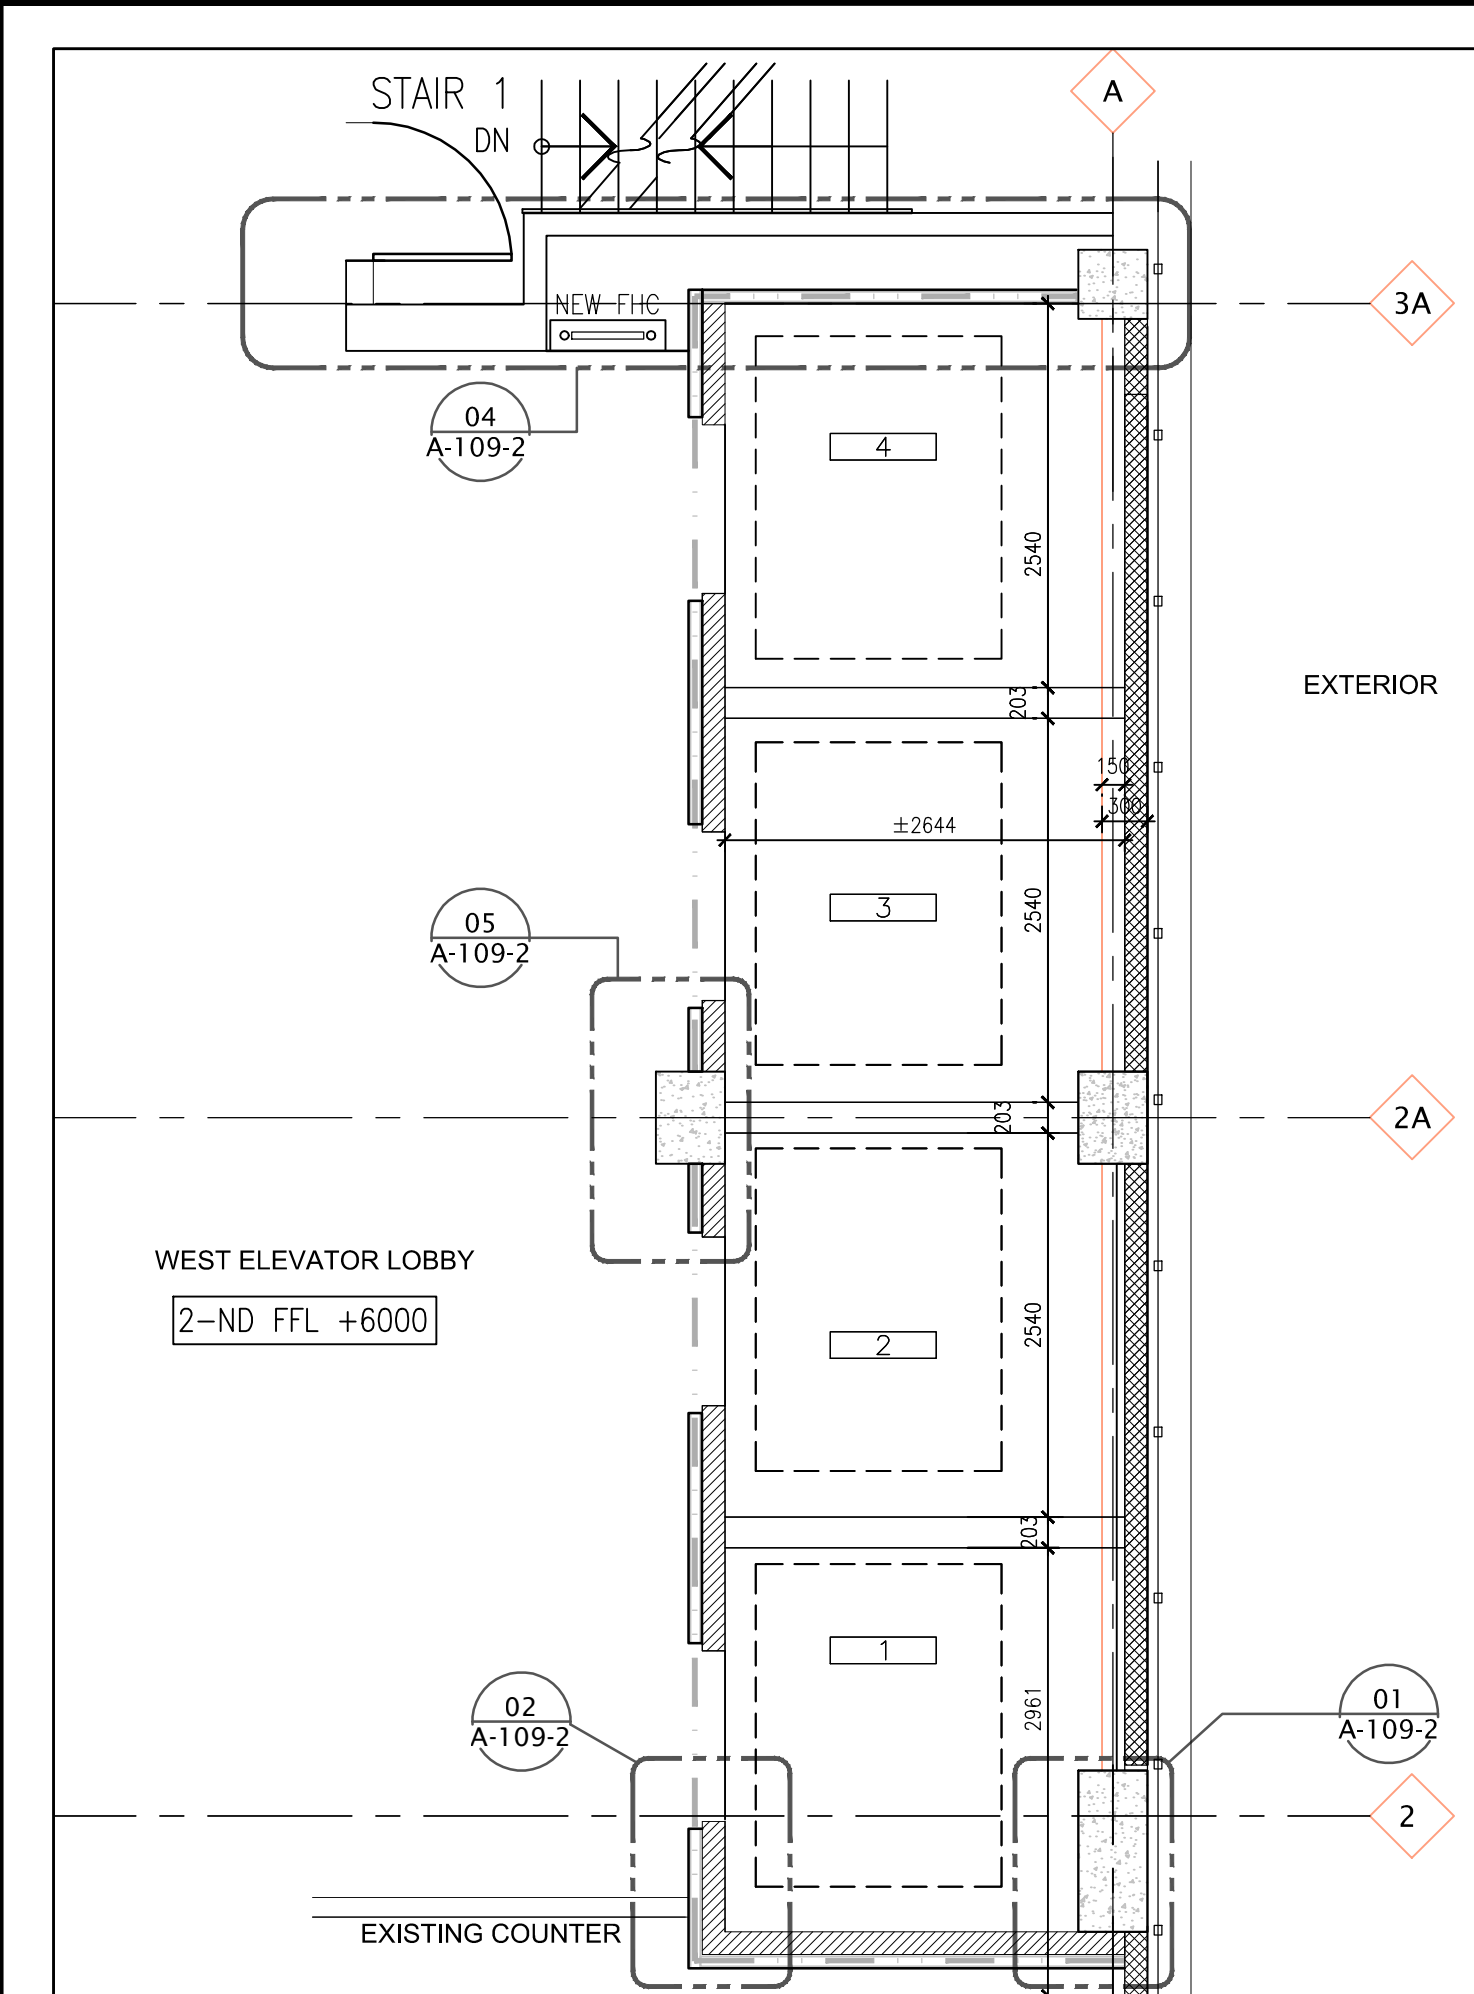 STAIR 1
A
DN
NEW FHC
3A
04
A-109-2
4
2540
EXTERIOR
203
150
300
±2644
3
2540
05
A-109-2
203
2A
WEST ELEVATOR LOBBY
2-ND FFL +6000
2540
2
203
1
2961
02
A-109-2
01
A-109-2
2
EXISTING COUNTER